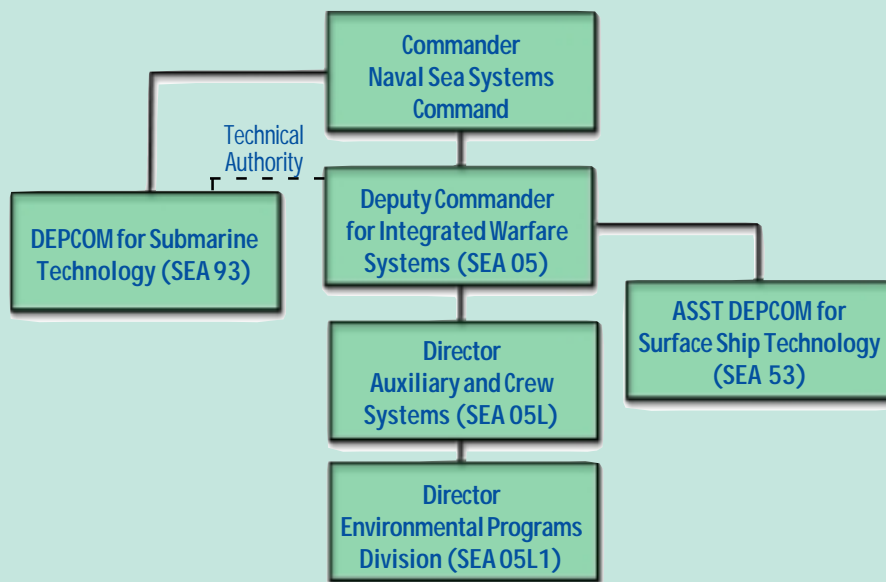 Commander
Naval Sea Systems
Command
Technical
Authority
DEPCOM for Submarine
Technology (SEA 93)
Deputy Commander
for Integrated Warfare
Systems (SEA 05)
ASST DEPCOM for
Surface Ship Technology
(SEA 53)
Director
Auxiliary and Crew
Systems (SEA 05L)
Director
Environmental Programs
Division (SEA 05L1)